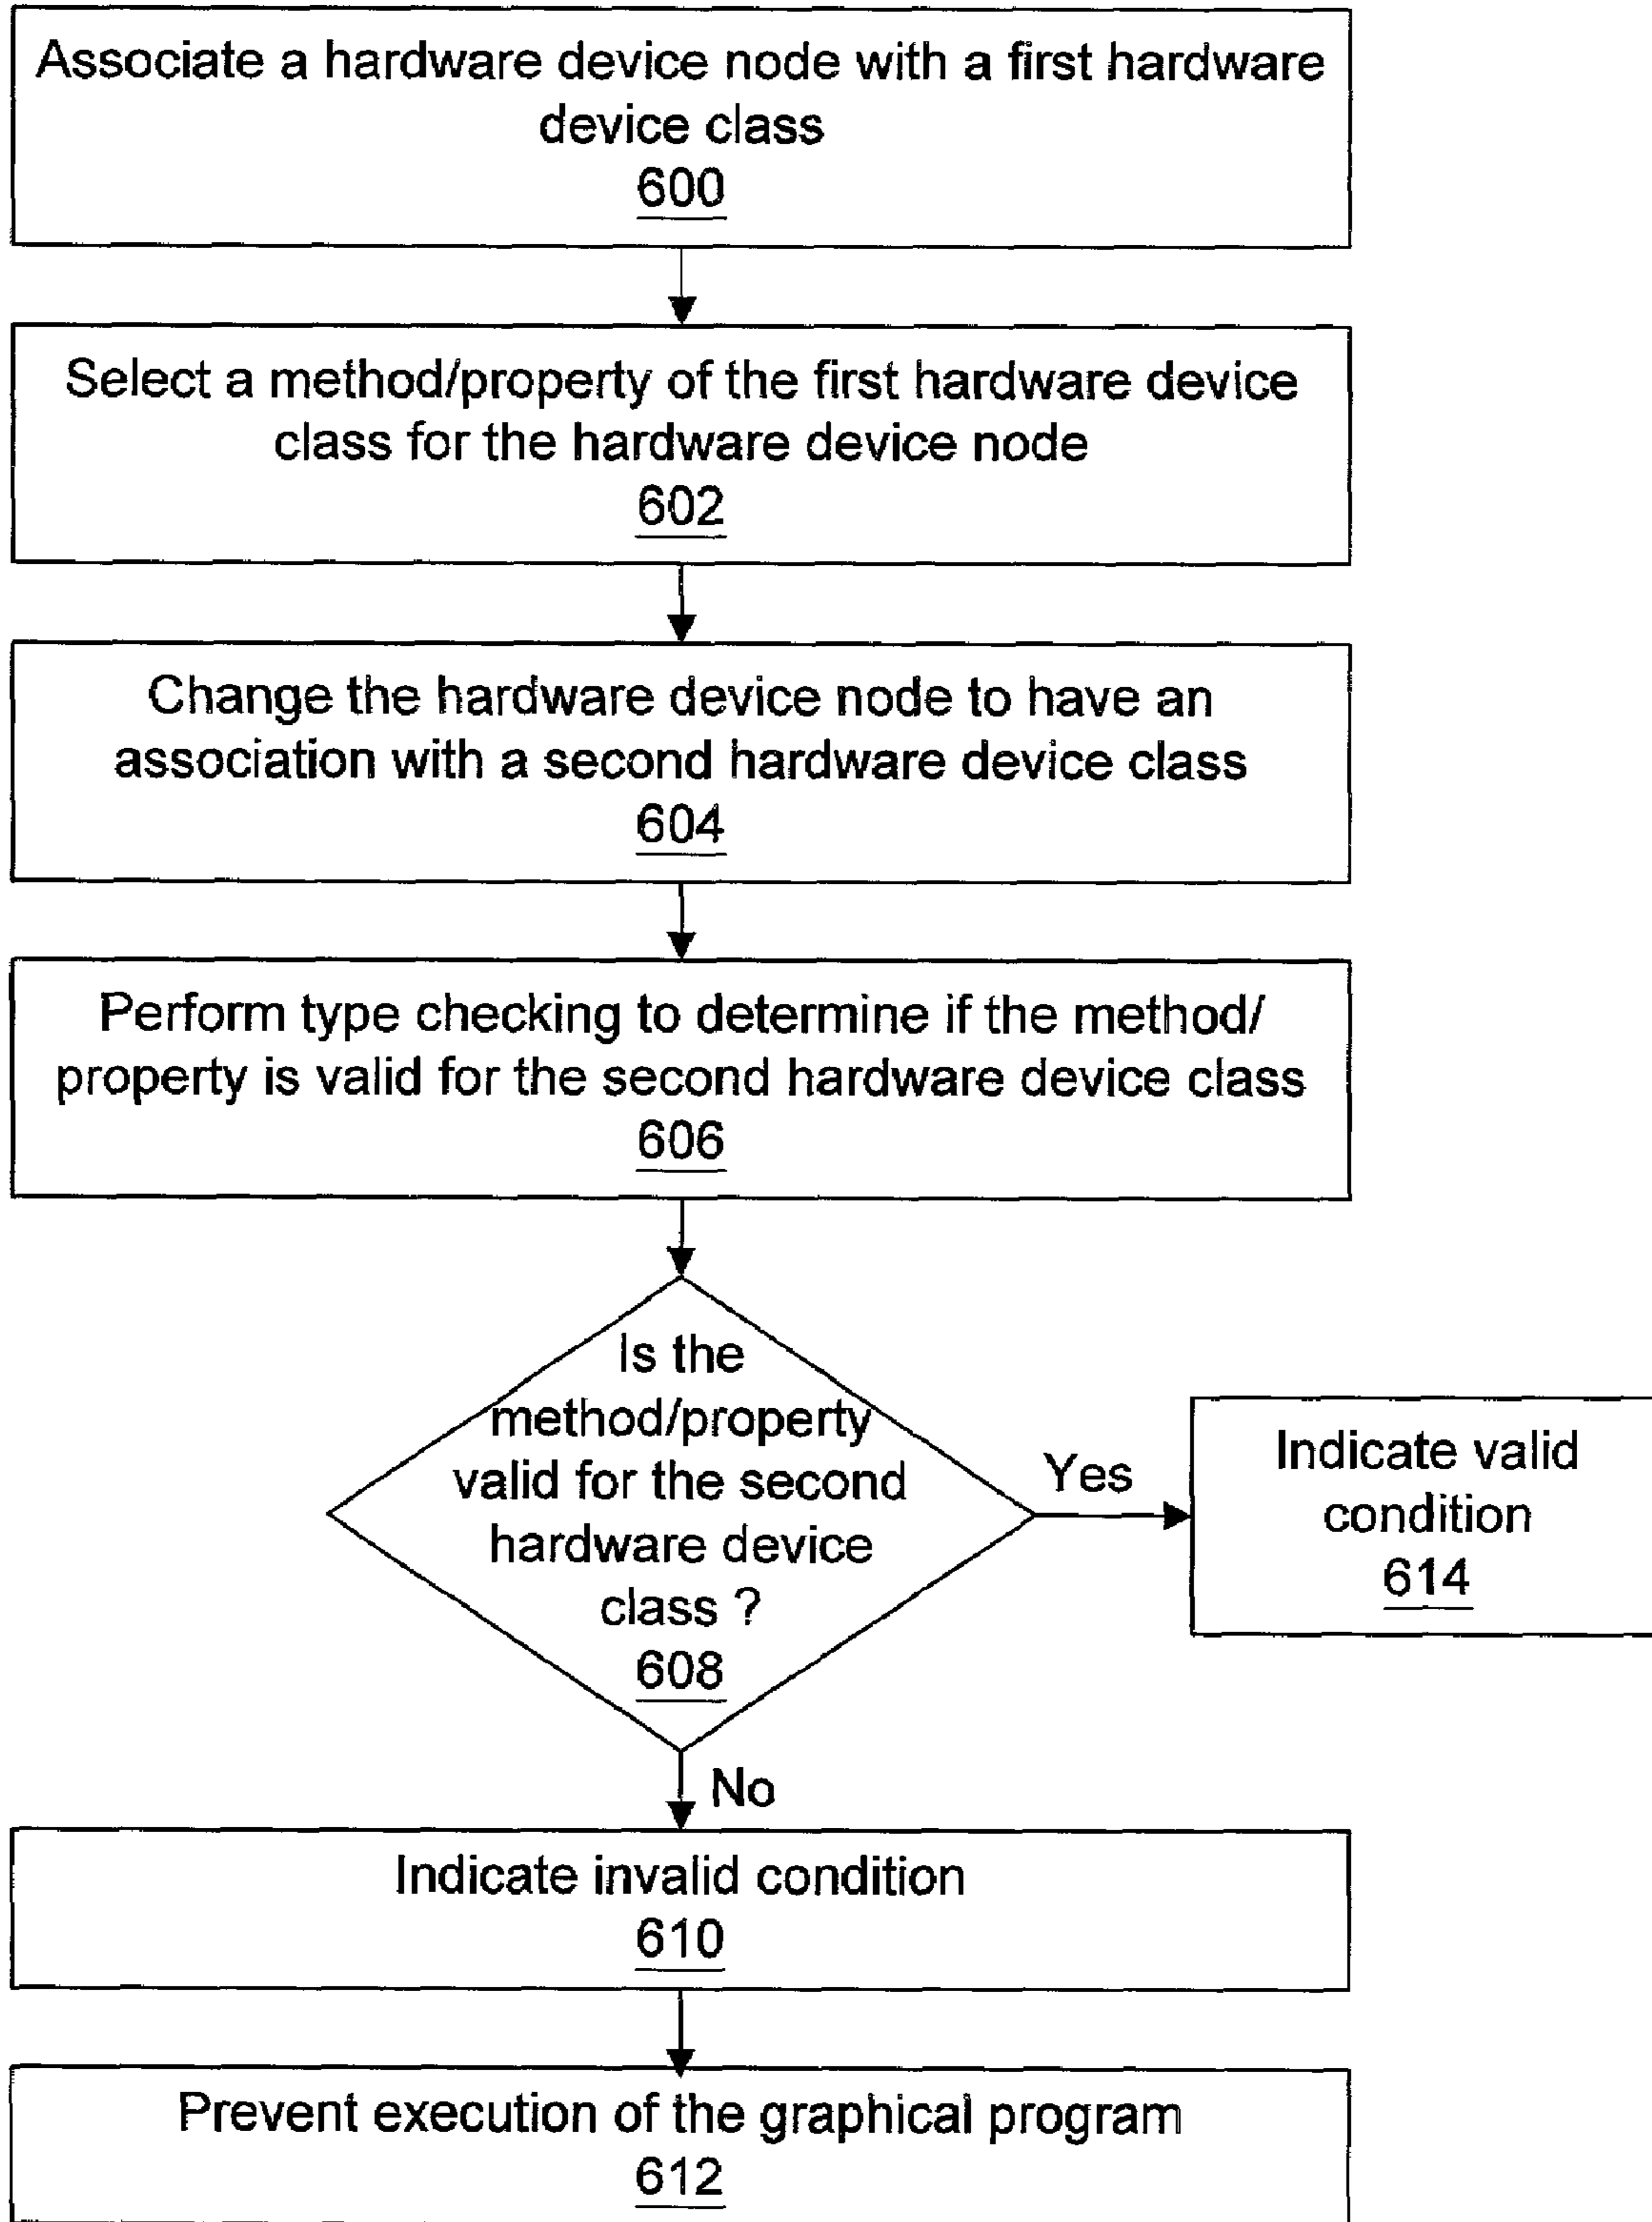 Associate a hardware device node with a first hardware
device class
600
Select a method/property of the first hardware device
class for the hardware device node
602
Change the hardware device node to have an
association with a second hardware device class
604
Perform type checking to determine if the method/
property is valid for the second hardware device class
606
Is the
method/property
valid for the second
hardware device
class ?
608
Yes
Indicate valid
condition
614
No
Indicate invalid condition
610
Prevent execution of the graphical program
612